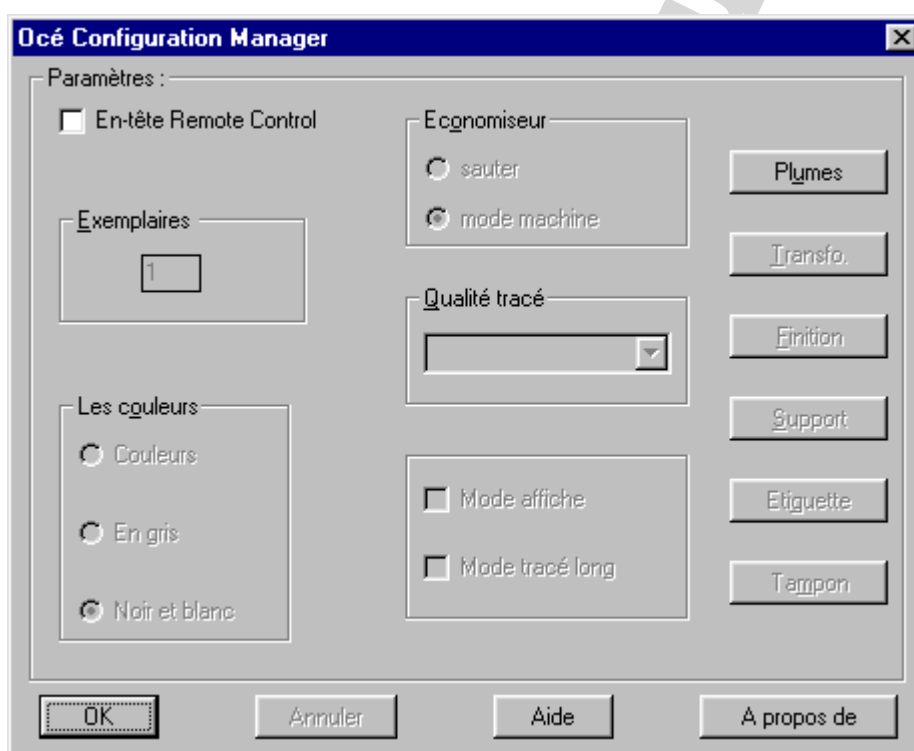 Océ Configuration Manager
Paramètres :
En-tête Remote Control
Exemplaires
1
Les couleurs
Couleurs
En gris
Noir et blanc
Economiseur
sauter
mode machine
Qualité tracé
Mode affiche
Mode tracé long
Plumes
Transfo.
Finition
Support
Etiquette
Tampon
OK
Annuler
Aide
A propos de